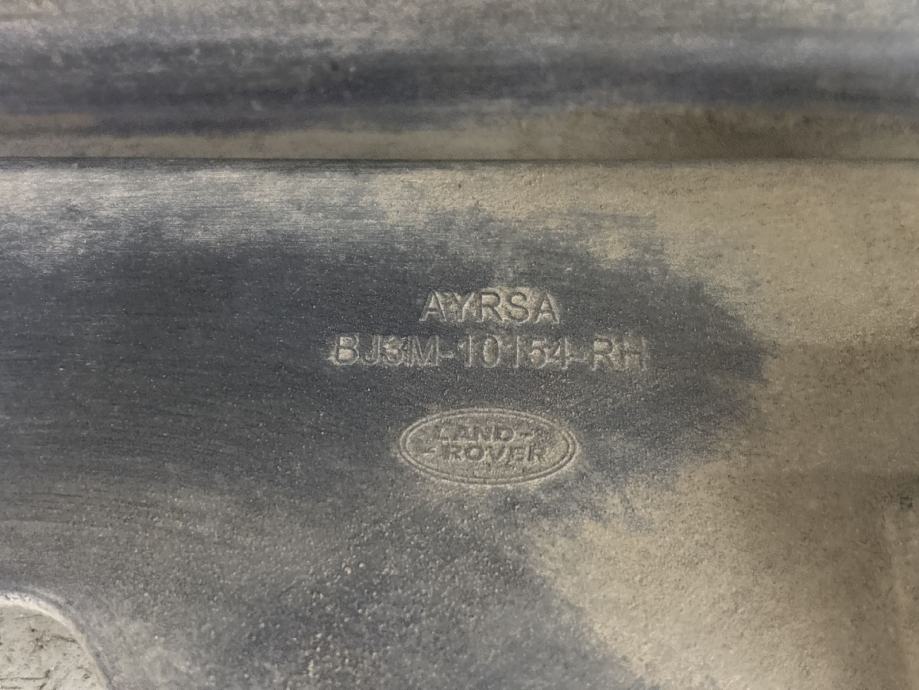 AYRSA
BJ3M-10154-RH
LAND-
-ROVER